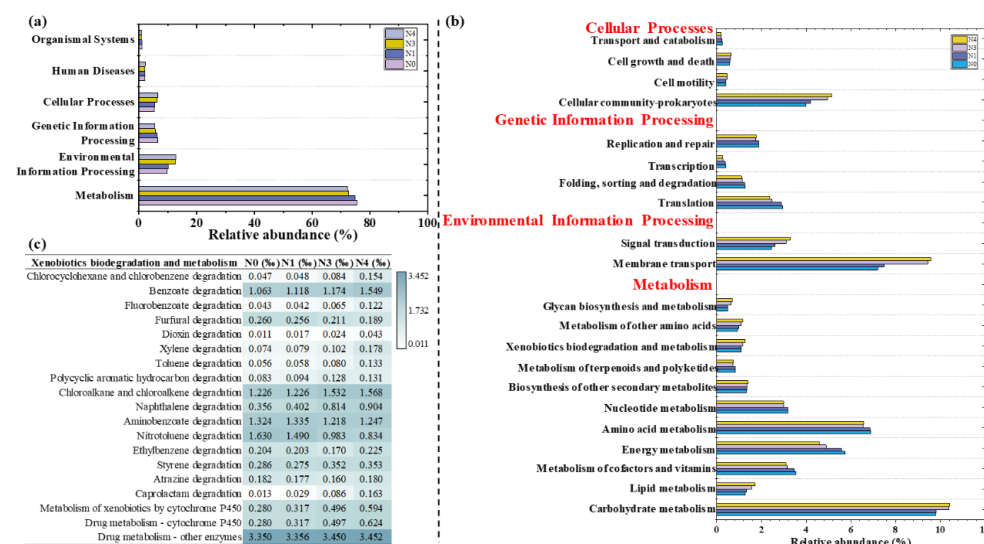 (a)
N4
N3
N1
N0
Organismal Systems
Human Diseases
Cellular Processes
Genetic Information
Processing
Environmental
Information Processing
Metabolism
0 20 40 60 80 100
Relative abundance (%)
(b)
N4
N3
N1
N0
Cellular Processes
Transport and catabolism
Cell growth and death
Cell motility
Cellular community-prokaryotes
Genetic Information Processing
Replication and repair
Transcription
Folding, sorting and degradation
Translation
Environmental Information Processing
Signal transduction
Membrane transport
Metabolism
Glycan biosynthesis and metabolism
Metabolism of other amino acids
Xenobiotics biodegradation and metabolism
Metabolism of terpenoids and polyketides
Biosynthesis of other secondary metabolites
Nucleotide metabolism
Amino acid metabolism
Energy metabolism
Metabolism of cofactors and vitamins
Lipid metabolism
Carbohydrate metabolism
0 2 4 6 8 10
Relative abundance (%)
(c)
Xenobiotics biodegradation and metabolism N0 (‰) N1 (‰) N3 (‰) N4 (‰)
Chlorocyclohexane and chlorobenzene degradation 0.047 0.048 0.084 0.154
Benzoate degradation 1.063 1.118 1.174 1.549
Fluorobenzoate degradation 0.043 0.042 0.065 0.122
Furfural degradation 0.260 0.256 0.211 0.189
Dioxin degradation 0.011 0.017 0.024 0.043
Xylene degradation 0.074 0.079 0.102 0.178
Toluene degradation 0.056 0.058 0.080 0.133
Polycyclic aromatic hydrocarbon degradation 0.083 0.094 0.128 0.131
Chloroalkane and chloroalkene degradation 1.226 1.226 1.532 1.568
Naphthalene degradation 0.356 0.402 0.814 0.904
Aminobenzoate degradation 1.324 1.335 1.218 1.247
Nitrotoluene degradation 1.630 1.490 0.983 0.834
Ethylbenzene degradation 0.204 0.203 0.170 0.225
Styrene degradation 0.286 0.275 0.352 0.353
Atrazine degradation 0.182 0.177 0.160 0.180
Caprolactam degradation 0.013 0.029 0.086 0.163
Metabolism of xenobiotics by cytochrome P450 0.280 0.317 0.496 0.594
Drug metabolism - cytochrome P450 0.280 0.317 0.497 0.624
Drug metabolism - other enzymes 3.350 3.356 3.450 3.452
3.452
1.732
0.011